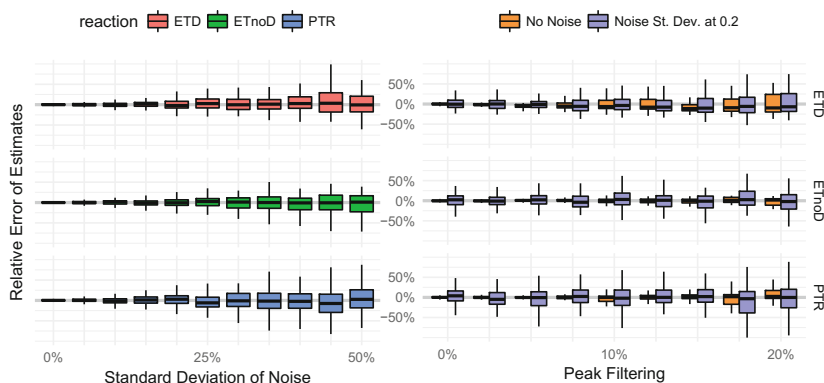 reaction ETD ETnoD PTR
No Noise Noise St. Dev. at 0.2
Relative Error of Estimates
50%
0%
−50%
ETD
50%
0%
−50%
ETnoD
50%
0%
−50%
PTR
0% 25% 50%
0% 10% 20%
Standard Deviation of Noise
Peak Filtering